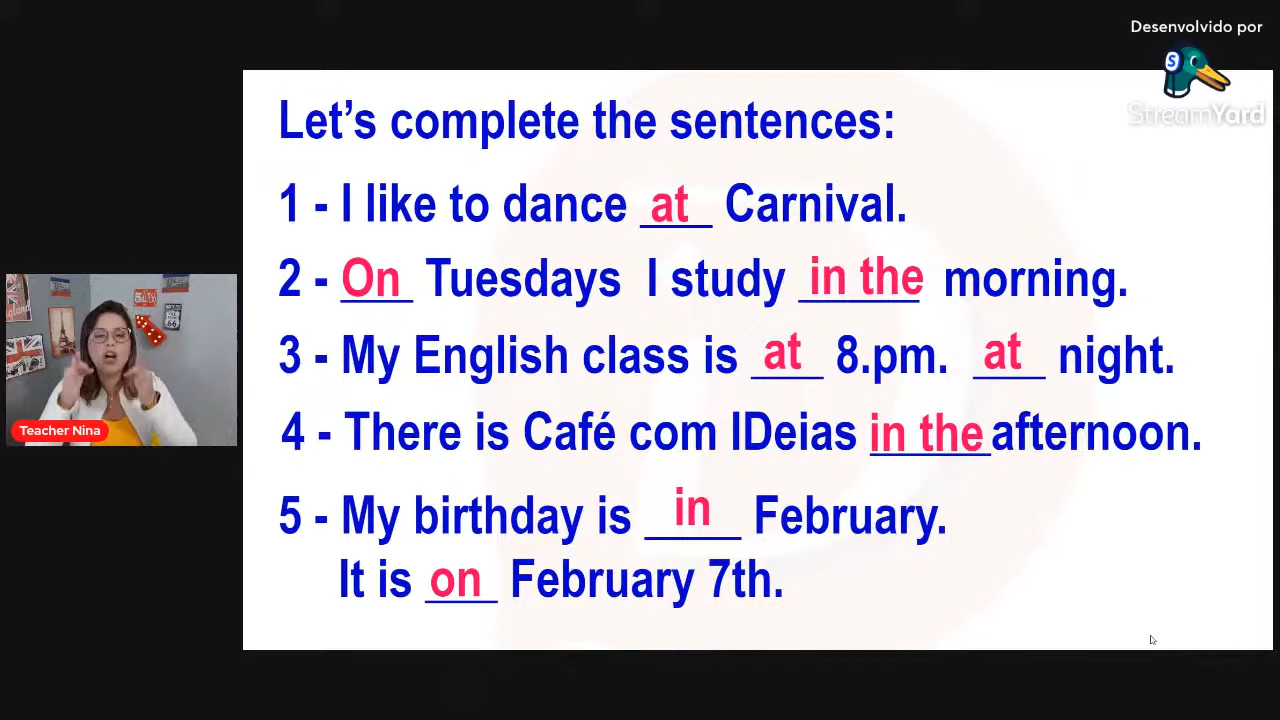 Desenvolvido por
S
StreamYard
Let's complete the sentences:
1 - I like to dance at Carnival.
2 - On Tuesdays I study in the morning.
3 - My English class is at 8.pm. at night.
4 - There is Café com IDeias in the afternoon.
5 - My birthday is in February.
It is on February 7th.
66
Teacher Nina